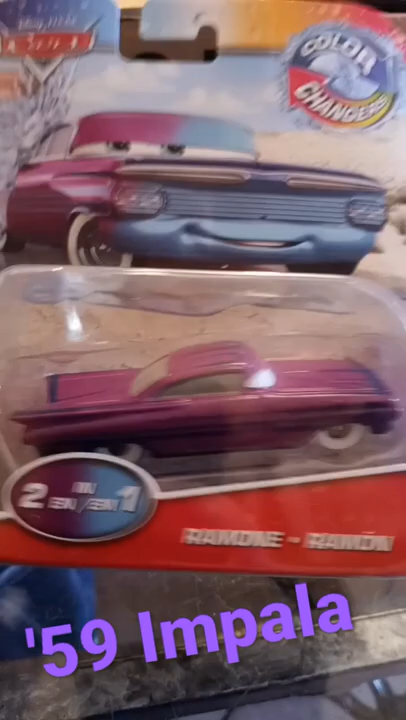 COLOR
CHANGERS
2 IN EN/EM 1
RAMONE - RAMÓN
'59 Impala